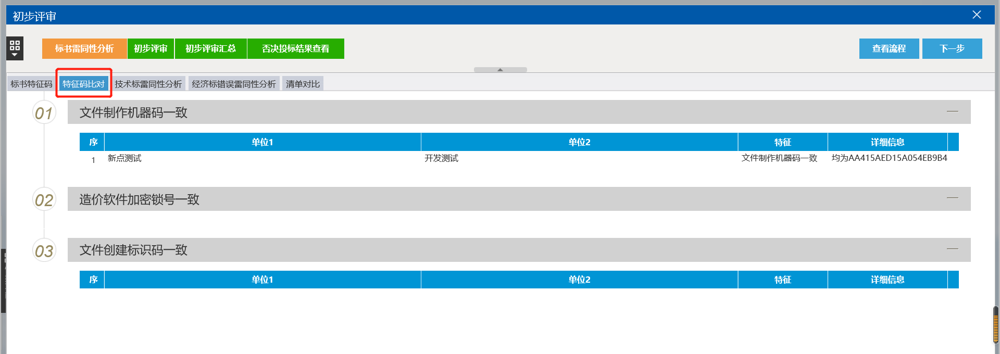 初步评审
标书雷同性分析 初步评审 初步评审汇总 否决投标结果查看 查看流程 下一步
标书特征码 特征码比对 技术标雷同性分析 经济标错误雷同性分析 清单对比
01 文件制作机器码一致
序 单位1 单位2 特征 详细信息
1 新点测试 开发测试 文件制作机器码一致 均为AA415AED15A054EB9B4
02 造价软件加密锁号一致
03 文件创建标识码一致
序 单位1 单位2 特征 详细信息